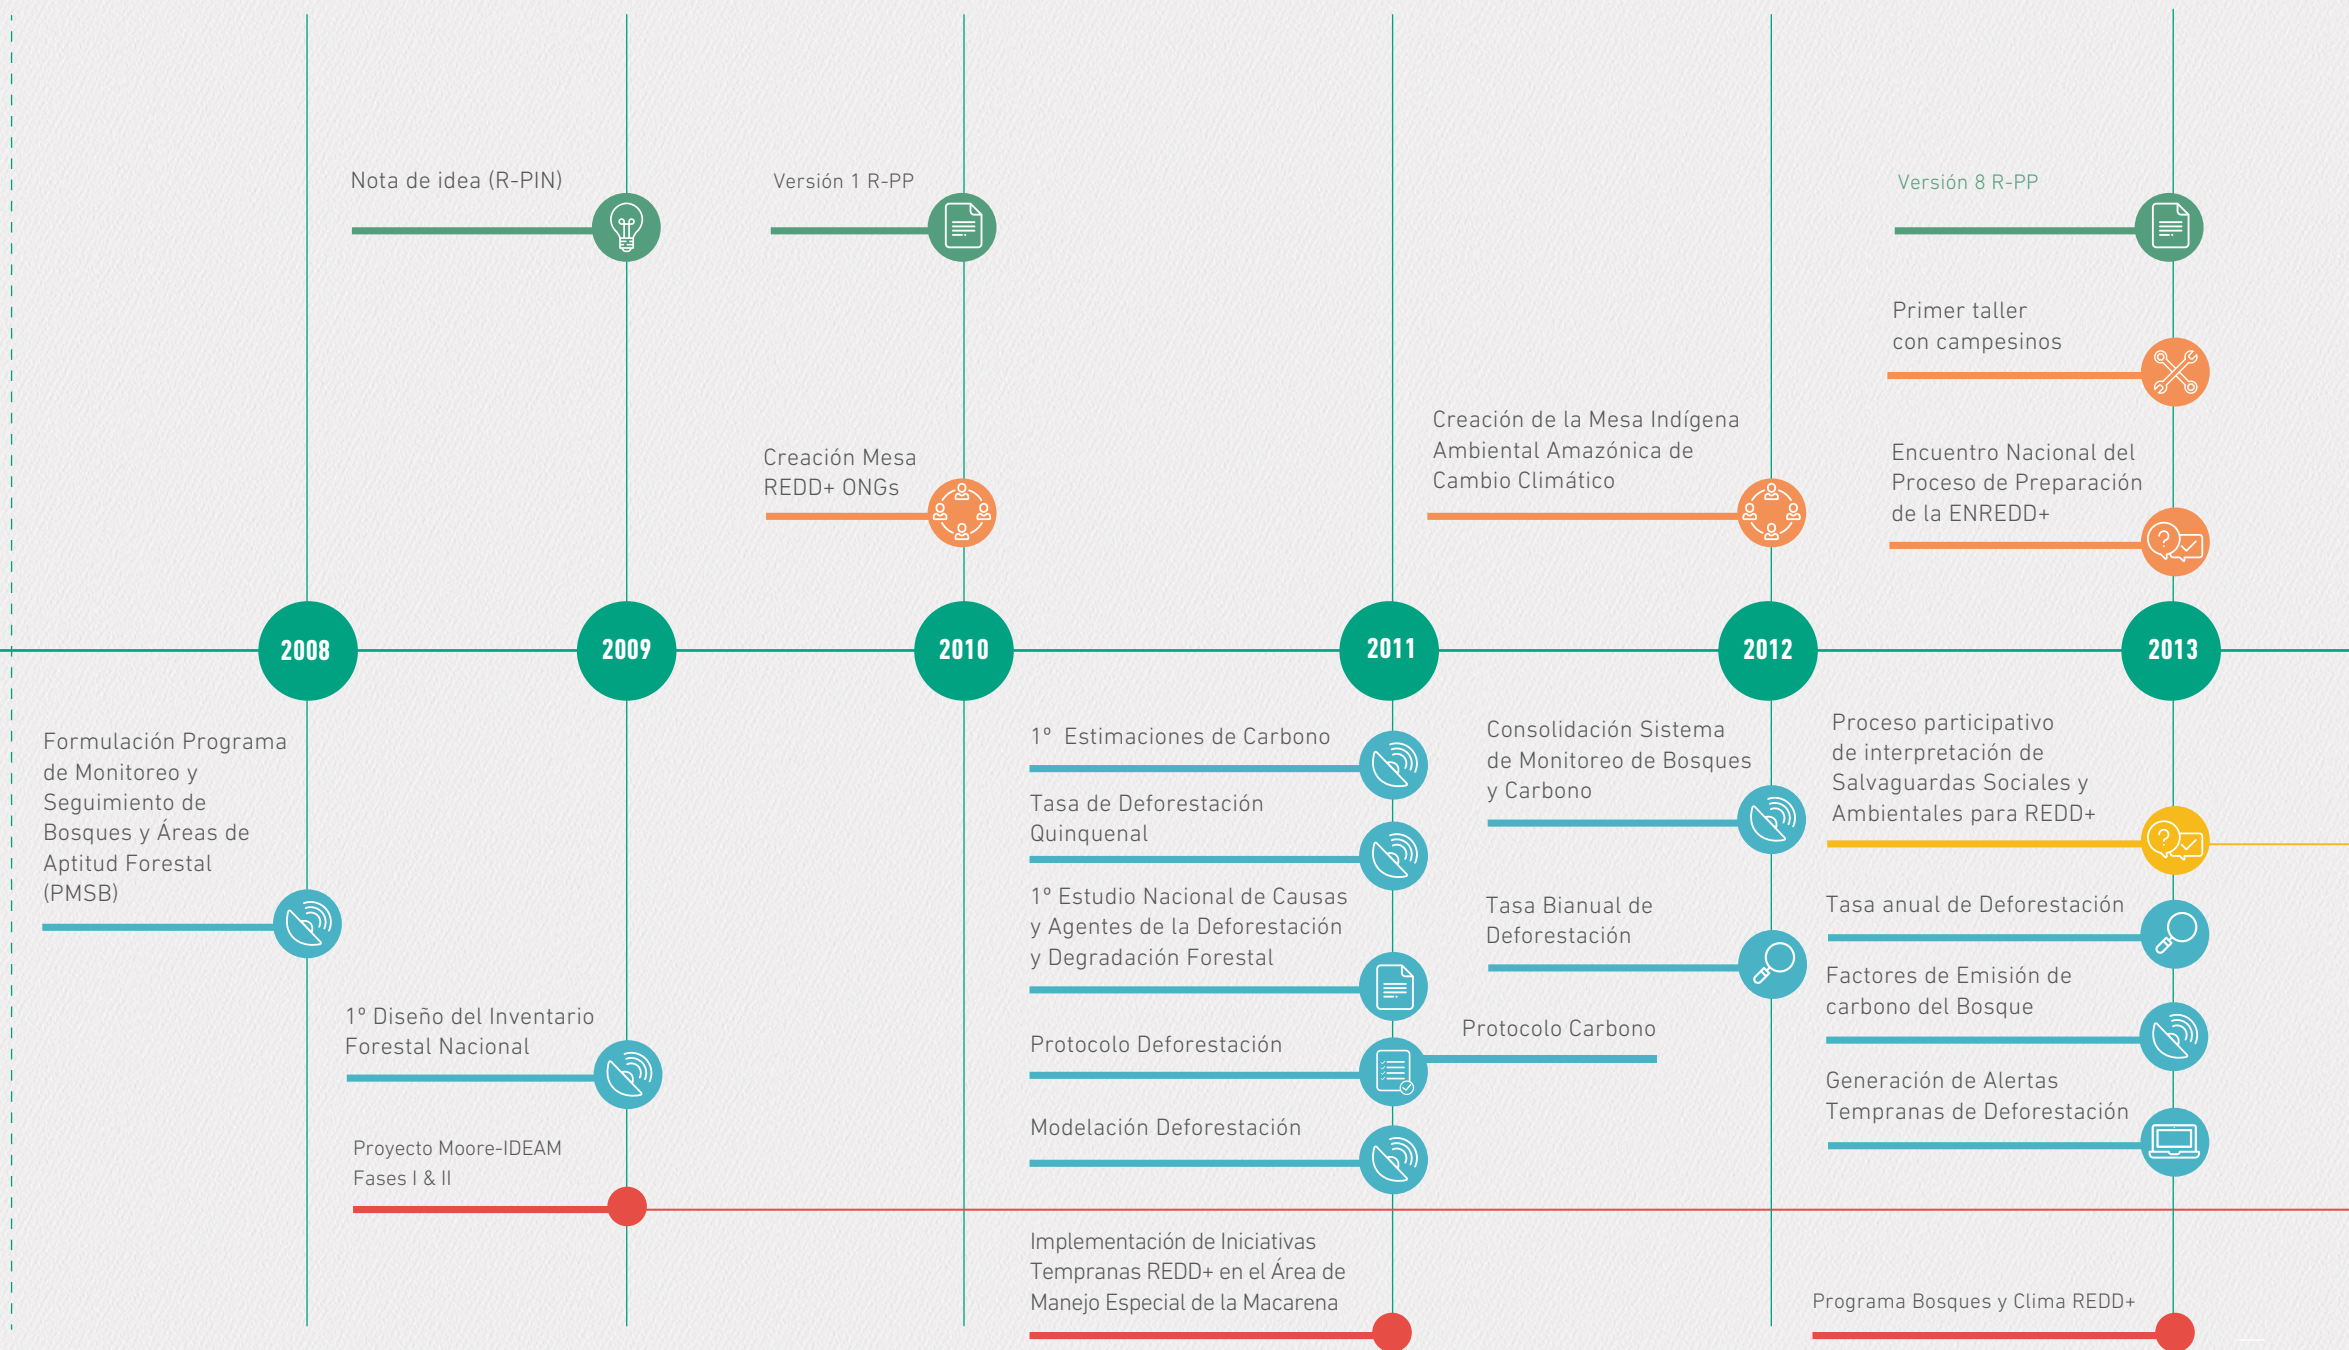 Nota de idea (R-PIN)
Versión 1 R-PP
Versión 8 R-PP
Primer taller
con campesinos
Creación Mesa
REDD+ ONGs
Creación de la Mesa Indígena
Ambiental Amazónica de
Cambio Climático
Encuentro Nacional del
Proceso de Preparación
de la ENREDD+
2008
2009
2010
2011
2012
2013
Formulación Programa
de Monitoreo y
Seguimiento de
Bosques y Áreas de
Aptitud Forestal
(PMSB)
1º Diseño del Inventario
Forestal Nacional
Proyecto Moore-IDEAM
Fases I & II
1º Estimaciones de Carbono
Tasa de Deforestación
Quinquenal
1º Estudio Nacional de Causas
y Agentes de la Deforestación
y Degradación Forestal
Protocolo Deforestación
Modelación Deforestación
Implementación de Iniciativas
Tempranas REDD+ en el Área de
Manejo Especial de la Macarena
Consolidación Sistema
de Monitoreo de Bosques
y Carbono
Tasa Bianual de
Deforestación
Protocolo Carbono
Proceso participativo
de interpretación de
Salvaguardas Sociales y
Ambientales para REDD+
Tasa anual de Deforestación
Factores de Emisión de
carbono del Bosque
Generación de Alertas
Tempranas de Deforestación
Programa Bosques y Clima REDD+